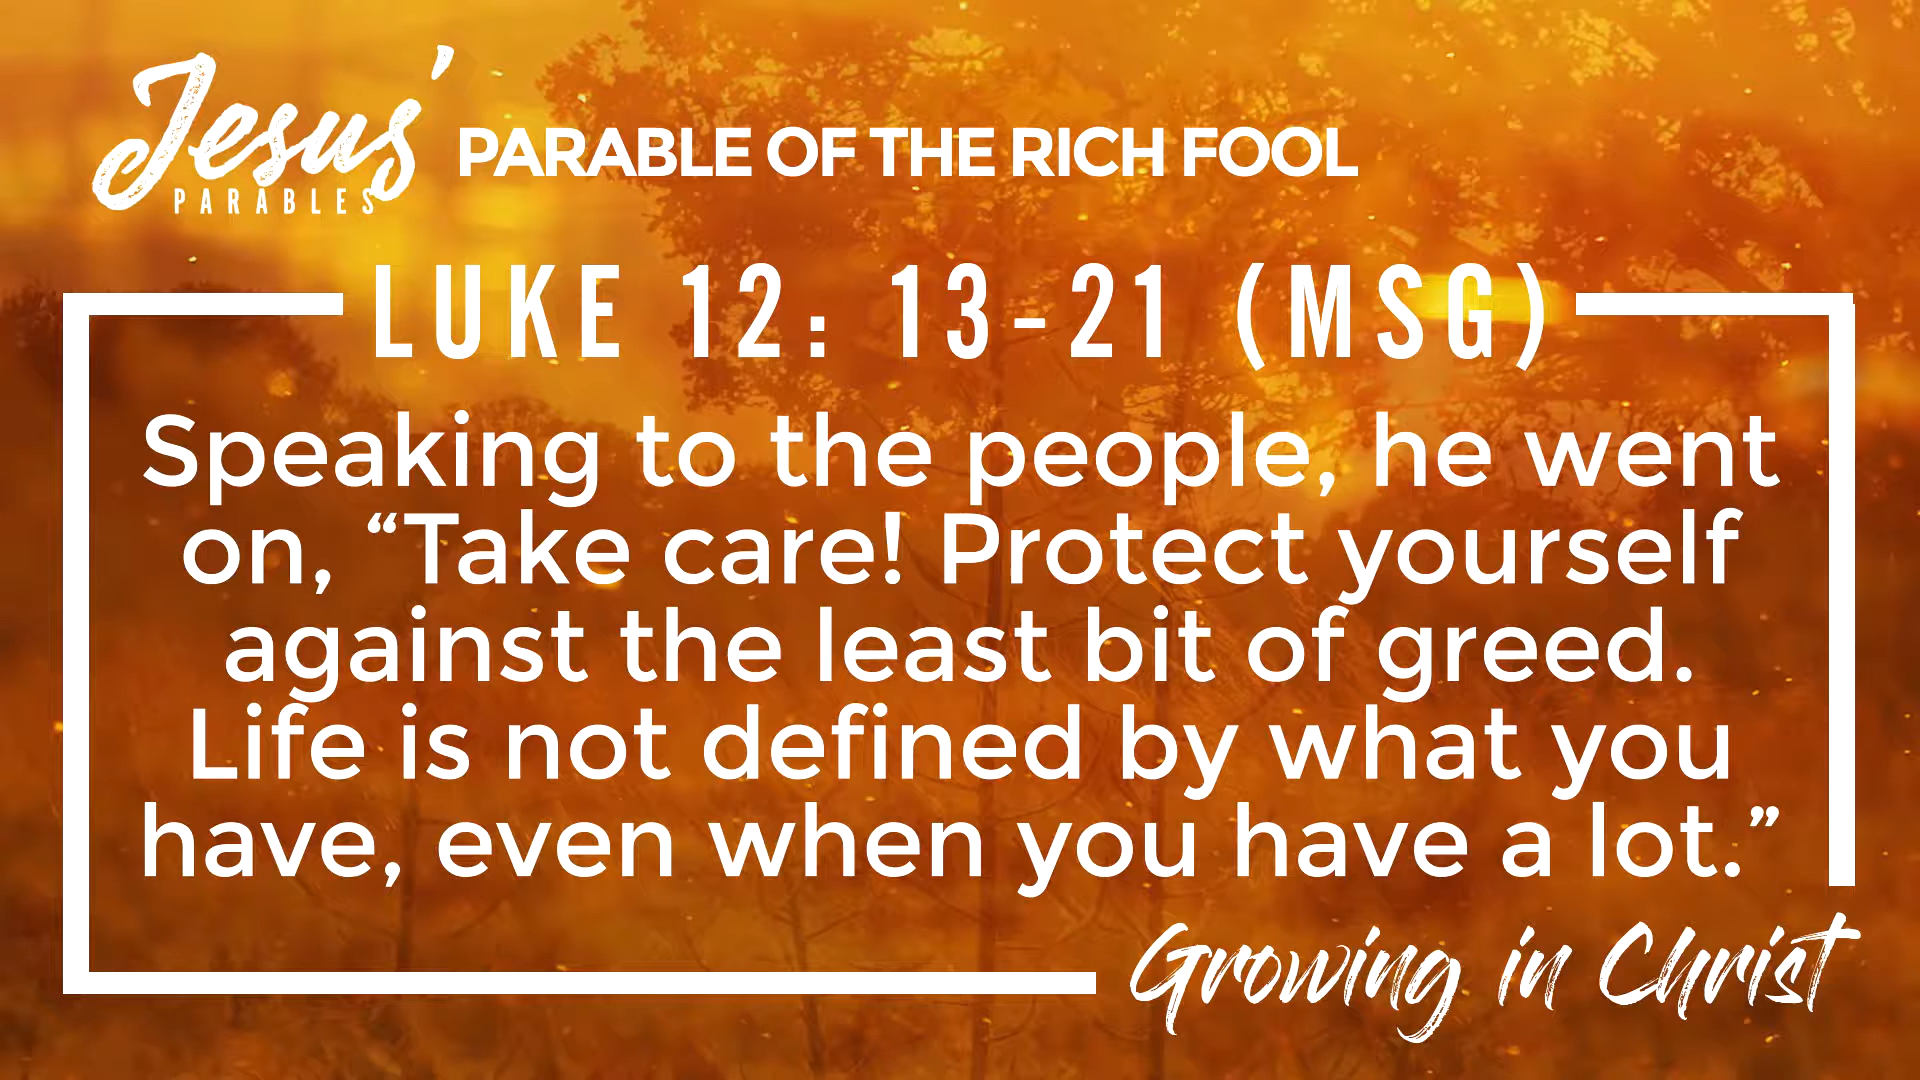 Jesus'
PARABLES
PARABLE OF THE RICH FOOL
LUKE 12: 13-21 (MSG)
Speaking to the people, he went
on, “Take care! Protect yourself
against the least bit of greed.
Life is not defined by what you
have, even when you have a lot.”
Growing in Christ